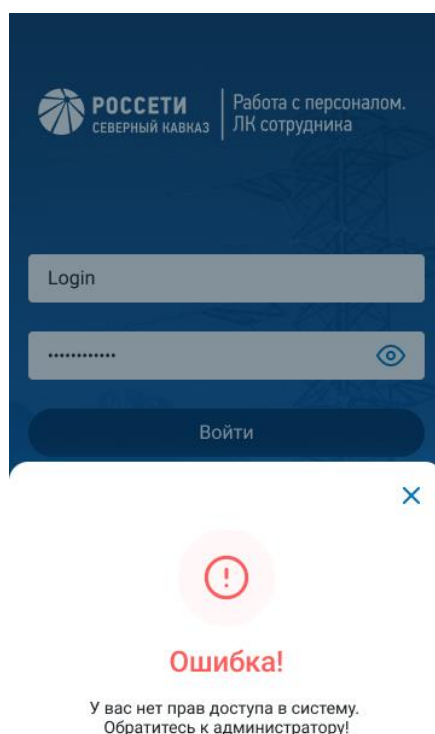 РОССЕТИ
СЕВЕРНЫЙ КАВКАЗ
Работа с персоналом.
ЛК сотрудника
Login
••••••••••••
Войти
Ошибка!
У вас нет прав доступа в систему.
Обратитесь к администратору!